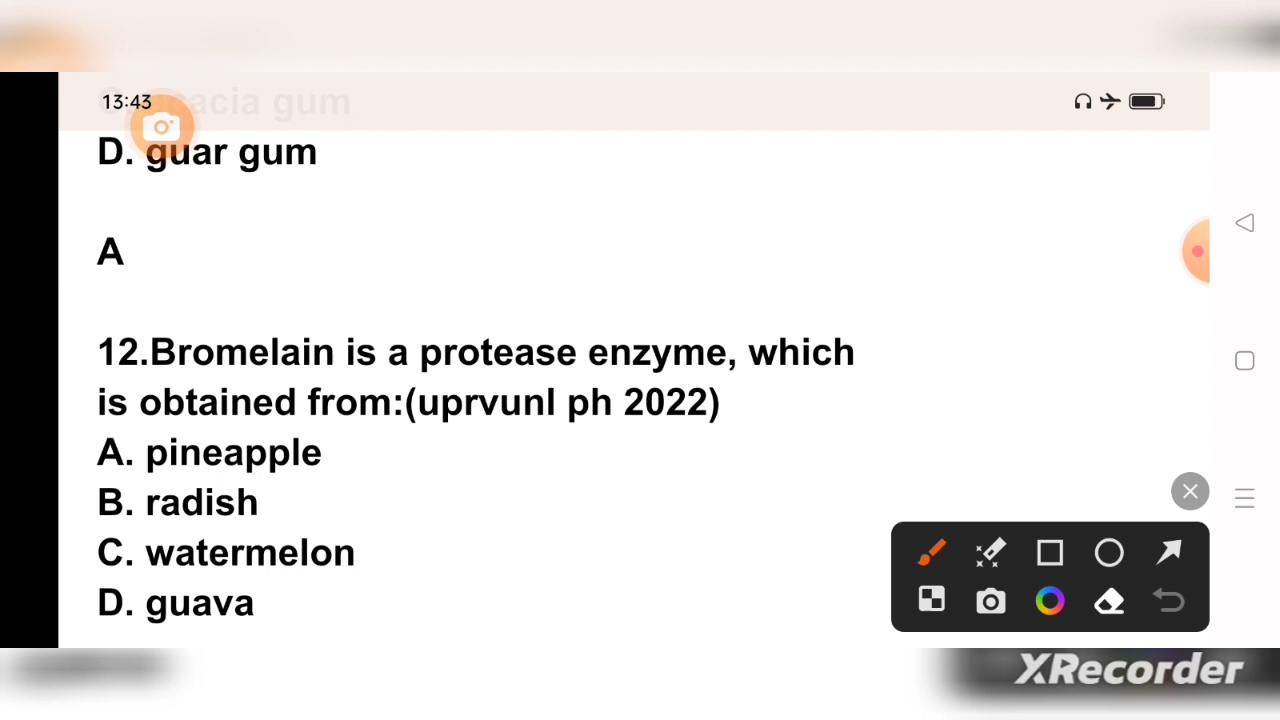 13:43
acacia gum
D. guar gum
A
12.Bromelain is a protease enzyme, which
is obtained from:(uprvunl ph 2022)
A. pineapple
B. radish
C. watermelon
D. guava
XRecorder